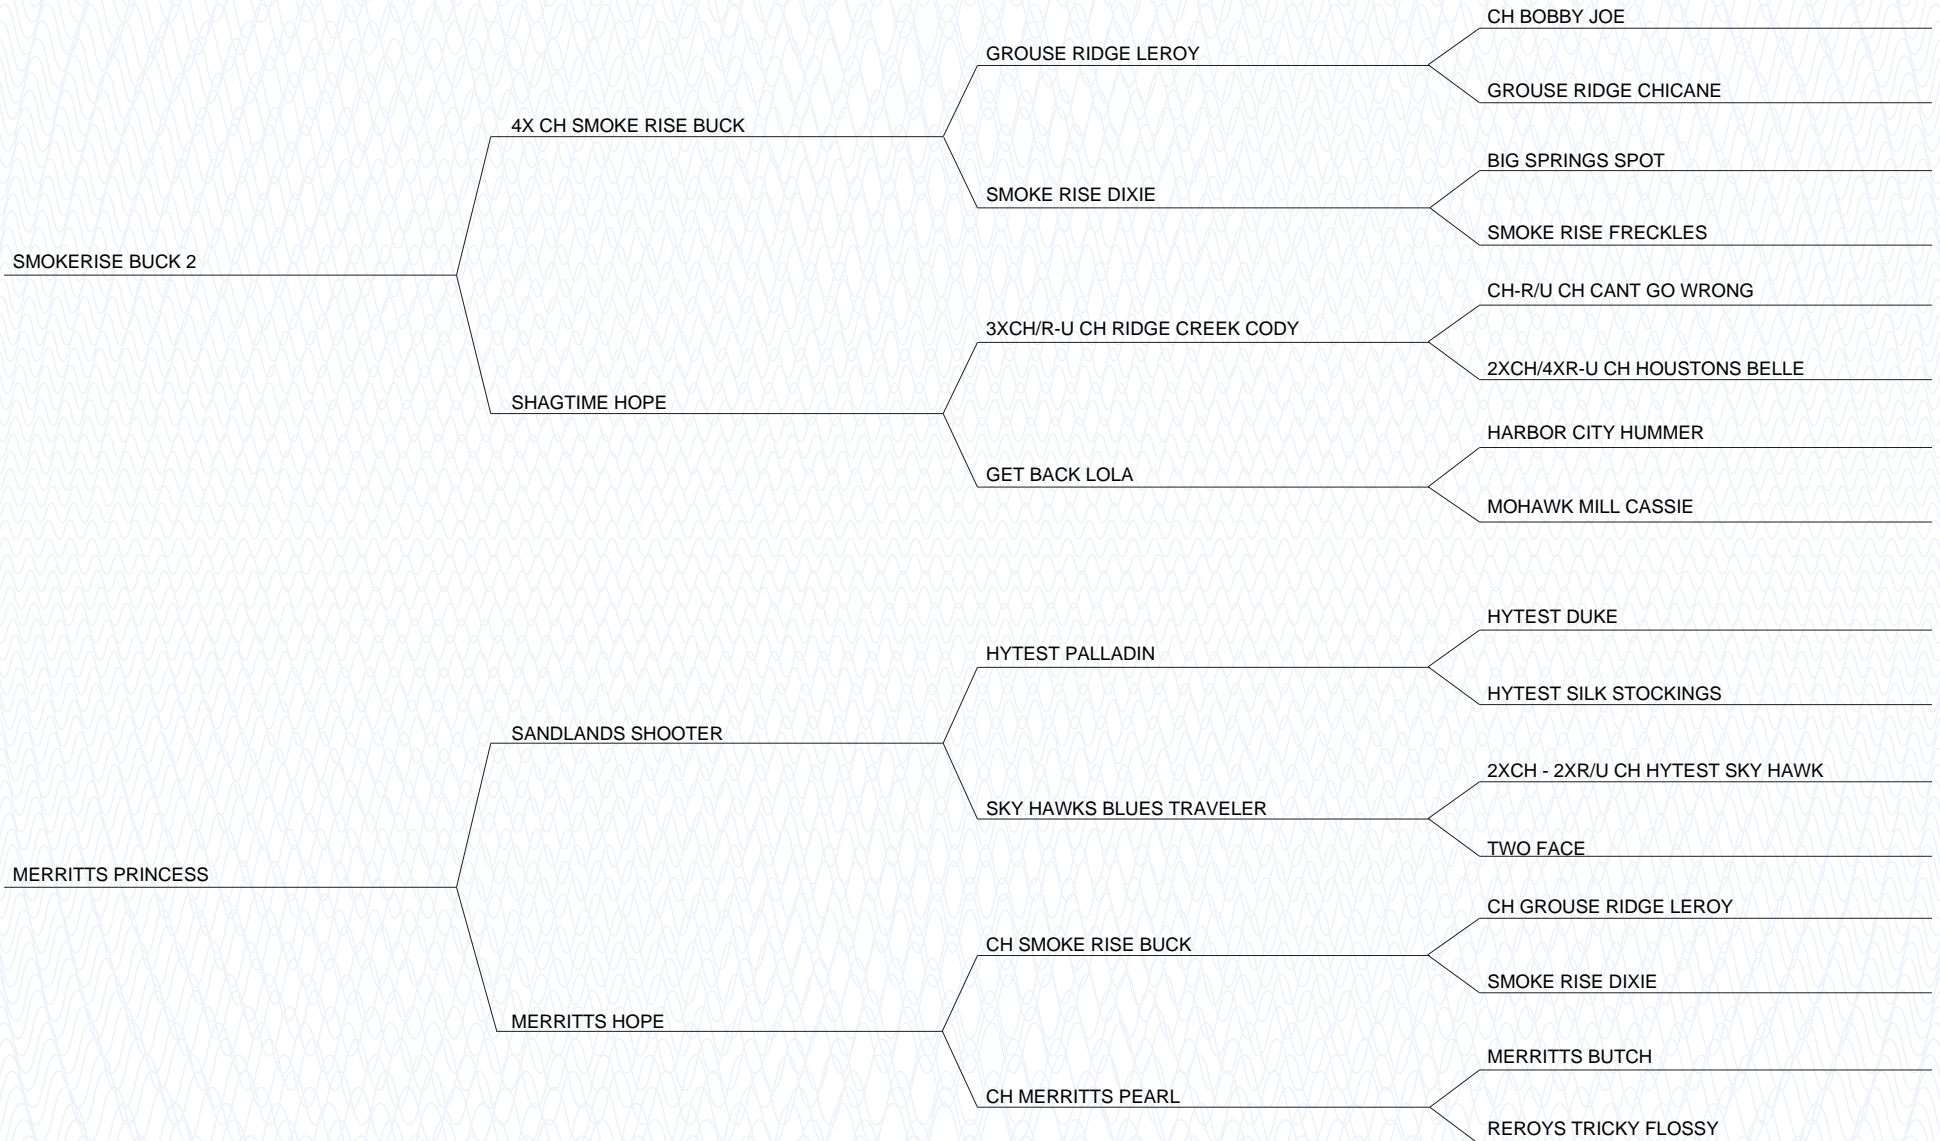 CH BOBBY JOE
GROUSE RIDGE LEROY
GROUSE RIDGE CHICANE
4X CH SMOKE RISE BUCK
BIG SPRINGS SPOT
SMOKE RISE DIXIE
SMOKE RISE FRECKLES
SMOKERISE BUCK 2
CH-R/U CH CANT GO WRONG
3XCH/R-U CH RIDGE CREEK CODY
2XCH/4XR-U CH HOUSTONS BELLE
SHAGTIME HOPE
HARBOR CITY HUMMER
GET BACK LOLA
MOHAWK MILL CASSIE
HYTEST DUKE
HYTEST PALLADIN
HYTEST SILK STOCKINGS
SANDLANDS SHOOTER
2XCH - 2XR/U CH HYTEST SKY HAWK
SKY HAWKS BLUES TRAVELER
TWO FACE
MERRITTS PRINCESS
CH GROUSE RIDGE LEROY
CH SMOKE RISE BUCK
SMOKE RISE DIXIE
MERRITTS HOPE
MERRITTS BUTCH
CH MERRITTS PEARL
REROYS TRICKY FLOSSY